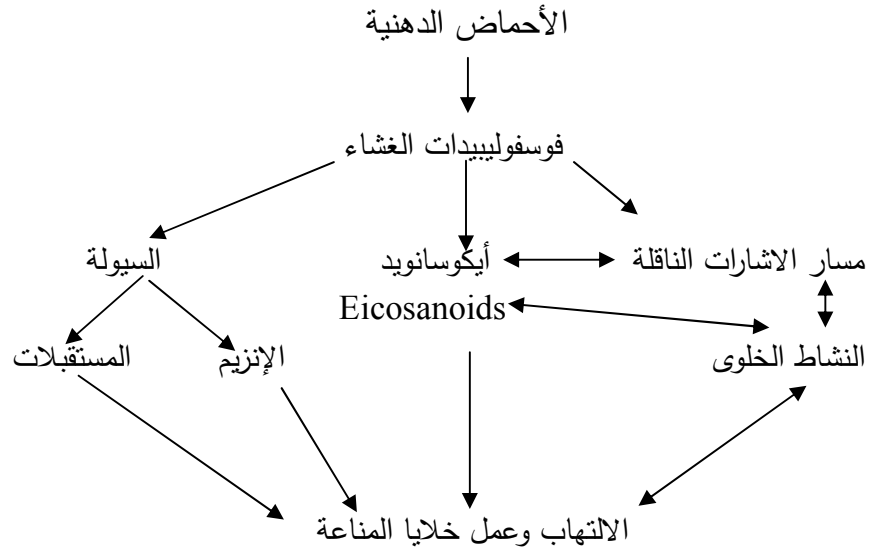 الأحماض الدهنية
فوسفوليبيدات الغشاء
مسار الاشارات الناقلة
أيكوسانويد
السيولة
Eicosanoids
النشاط الخلوى
الإنزيم
المستقبلات
الالتهاب وعمل خلايا المناعة